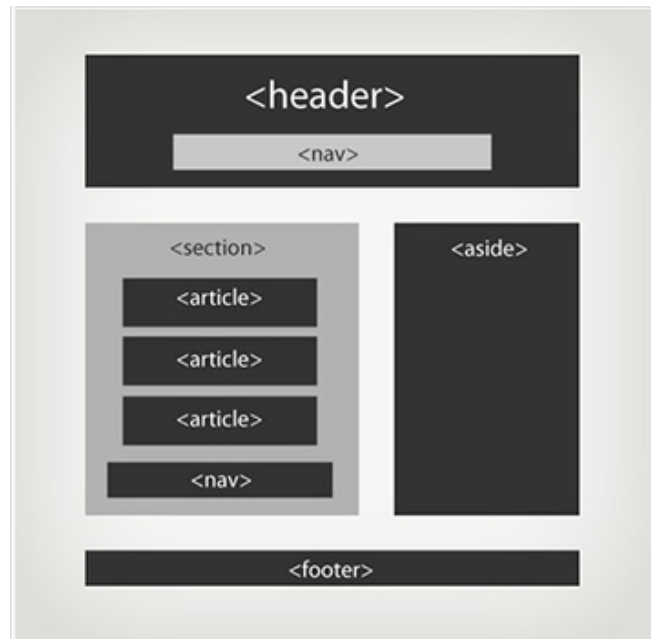 <header>
<nav>
<section>
<article>
<article>
<article>
<nav>
<aside>
<footer>